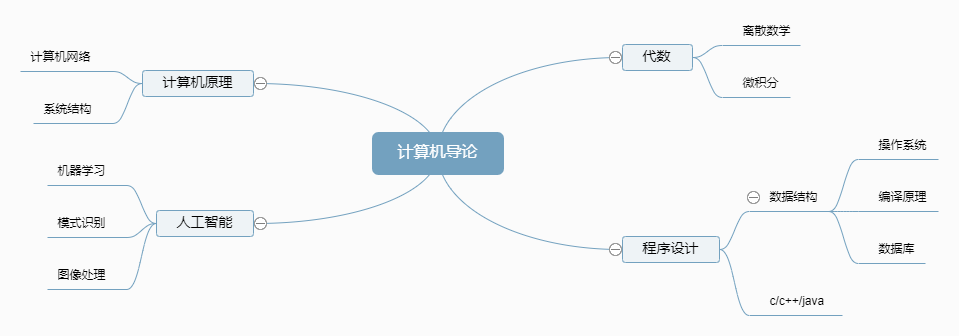 计算机导论
代数
离散数学
微积分
程序设计
数据结构
操作系统
编译原理
数据库
c/c++/java
计算机原理
计算机网络
系统结构
人工智能
机器学习
模式识别
图像处理